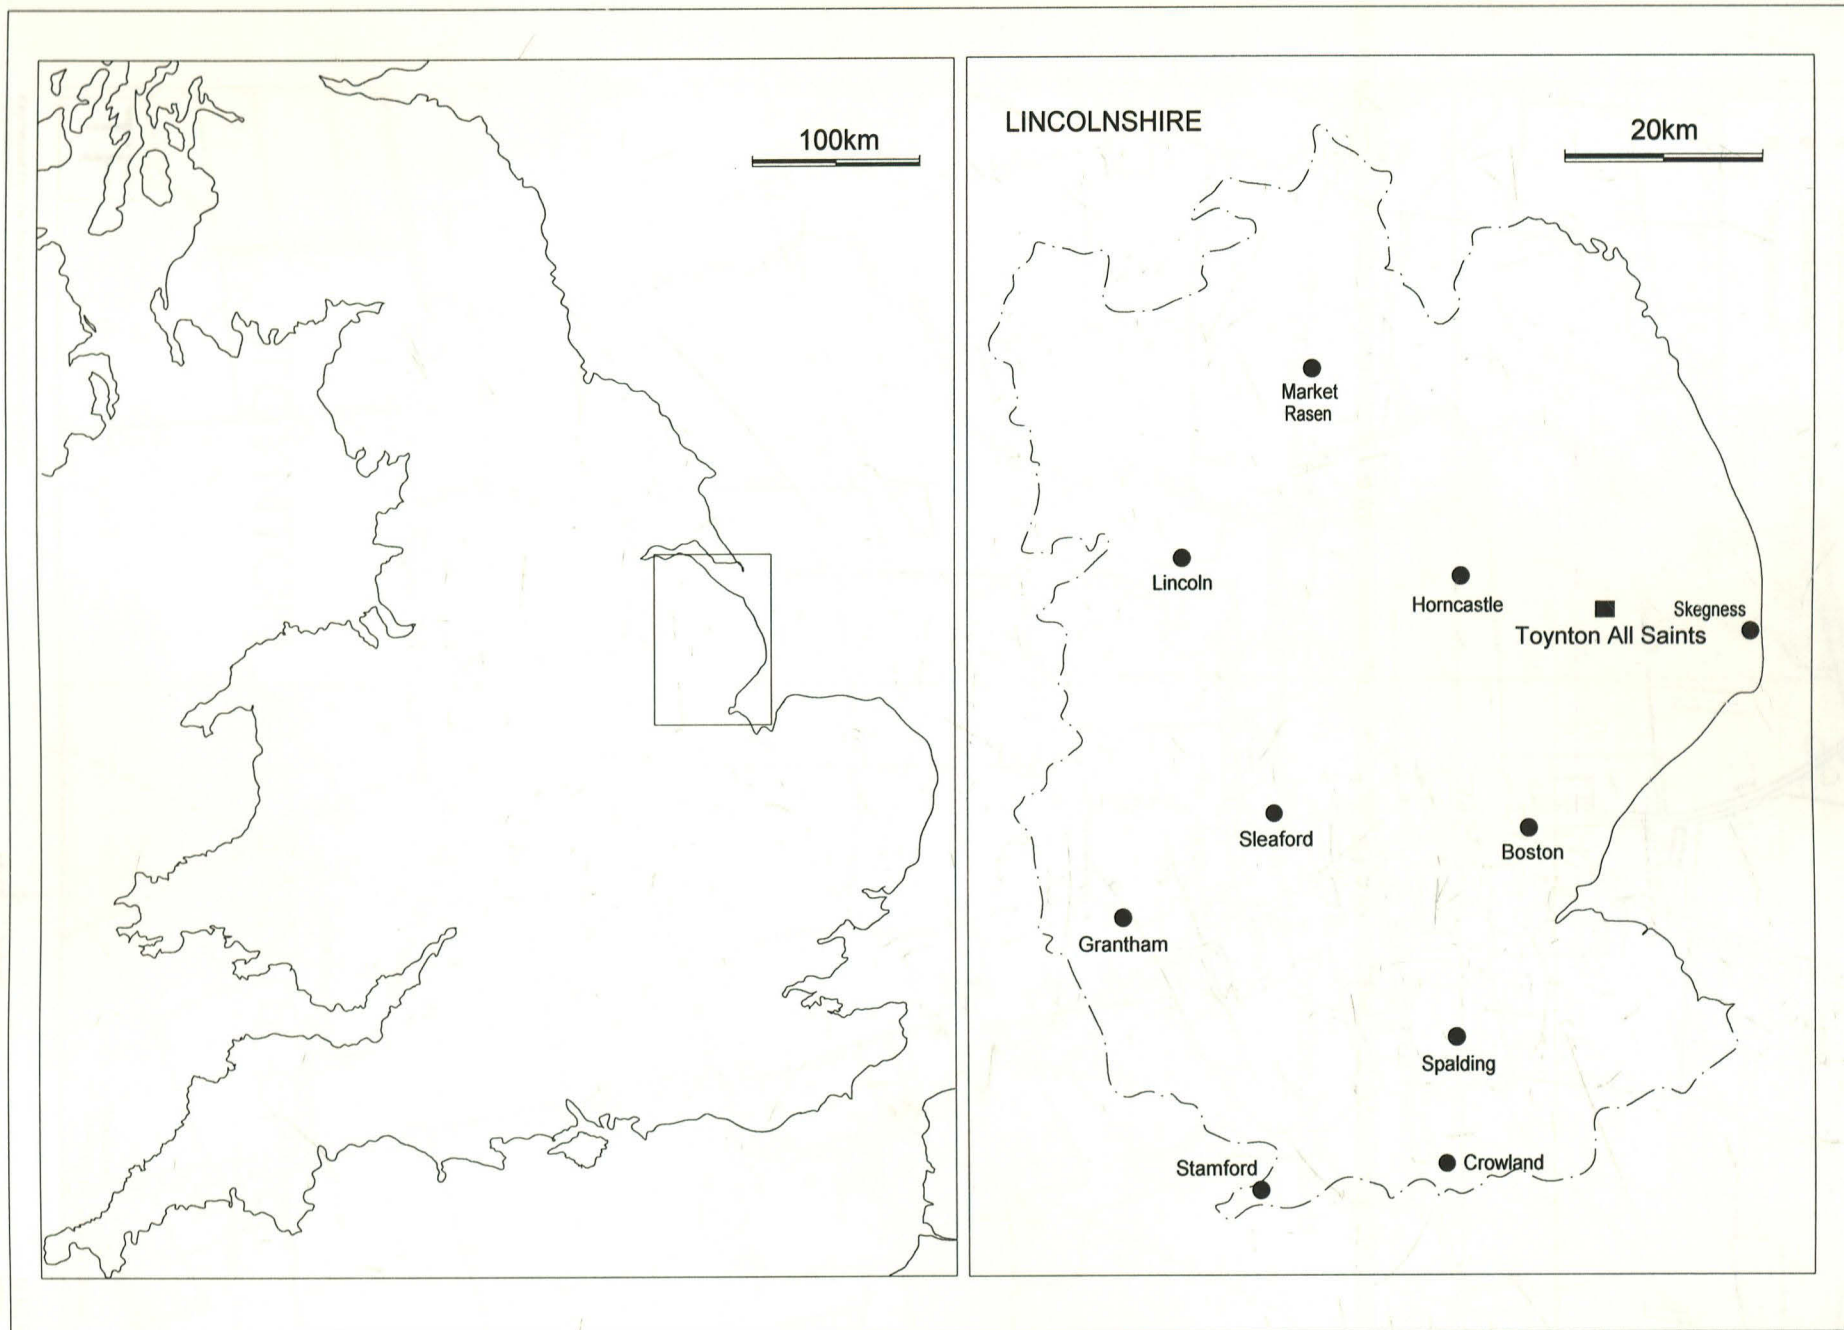 100km
LINCOLNSHIRE
20km
Market
Rasen
Lincoln
Horncastle
Skegness
Toynton All Saints
Sleaford
Boston
Grantham
Spalding
Stamford
Crowland